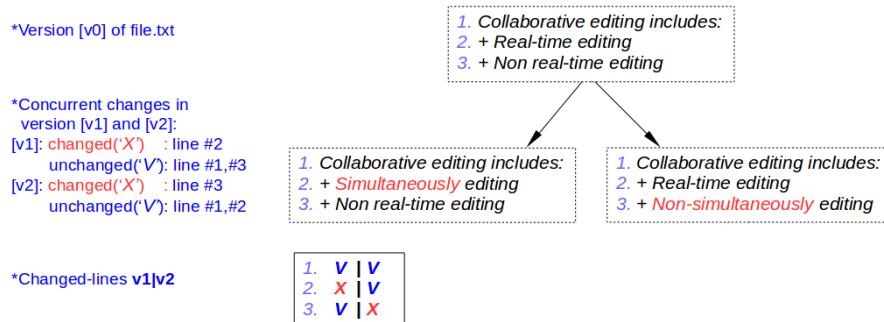 *Version [v0] of file.txt
1. Collaborative editing includes:
2. + Real-time editing
3. + Non real-time editing
*Concurrent changes in
version [v1] and [v2]:
[v1]: changed('X') : line #2
unchanged('V'): line #1,#3
[v2]: changed('X') : line #3
unchanged('V'): line #1,#2
1. Collaborative editing includes:
2. + Simultaneously editing
3. + Non real-time editing
1. Collaborative editing includes:
2. + Real-time editing
3. + Non-simultaneously editing
*Changed-lines v1|v2
1. V | V
2. X | V
3. V | X